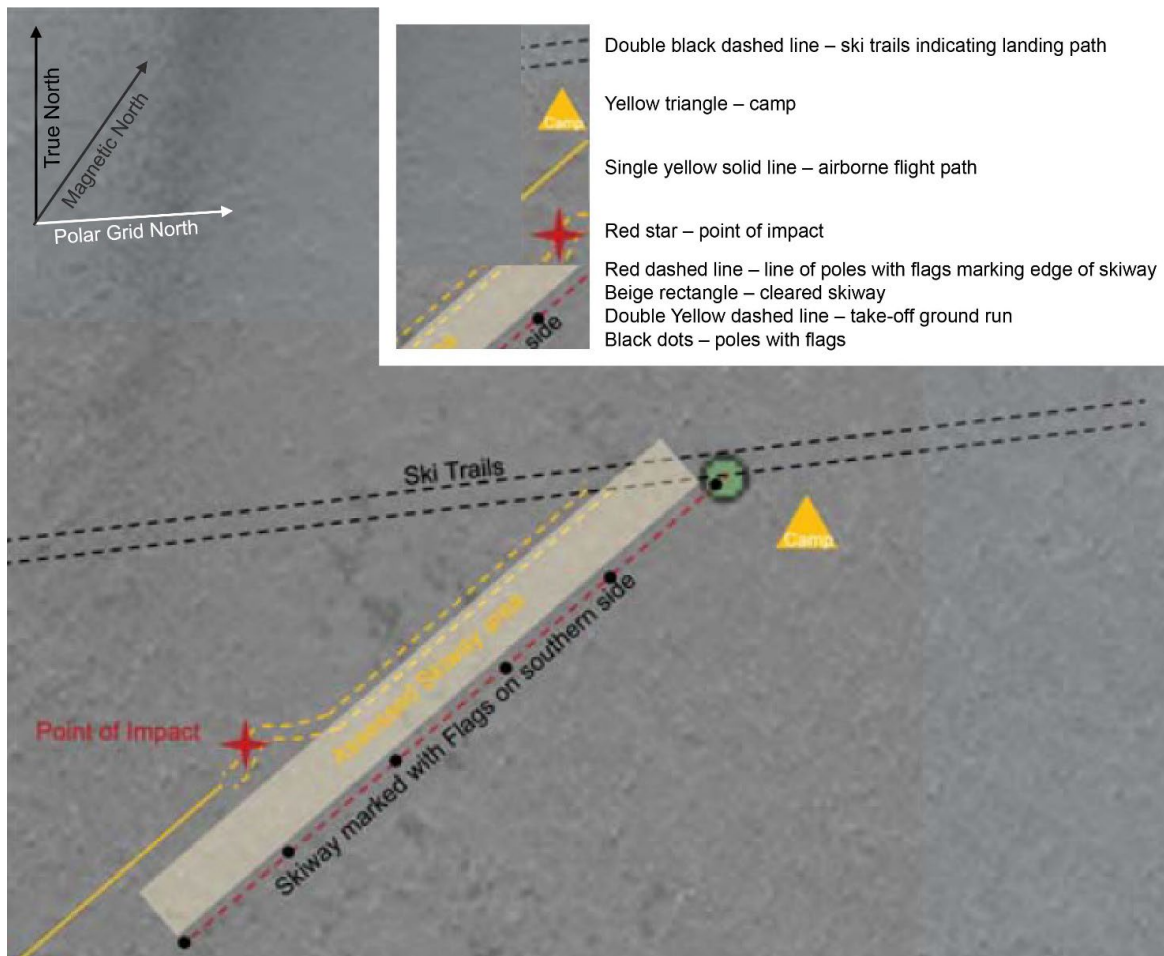 True North
Magnetic North
Polar Grid North
Double black dashed line – ski trails indicating landing path
Camp
Yellow triangle – camp
Single yellow solid line – airborne flight path
Red star – point of impact
Red dashed line – line of poles with flags marking edge of skiway
Beige rectangle – cleared skiway
Double Yellow dashed line – take-off ground run
side
Black dots – poles with flags
Ski Trails
Camp
Assessed Skiway
Point of Impact
Skiway marked with Flags on southern side